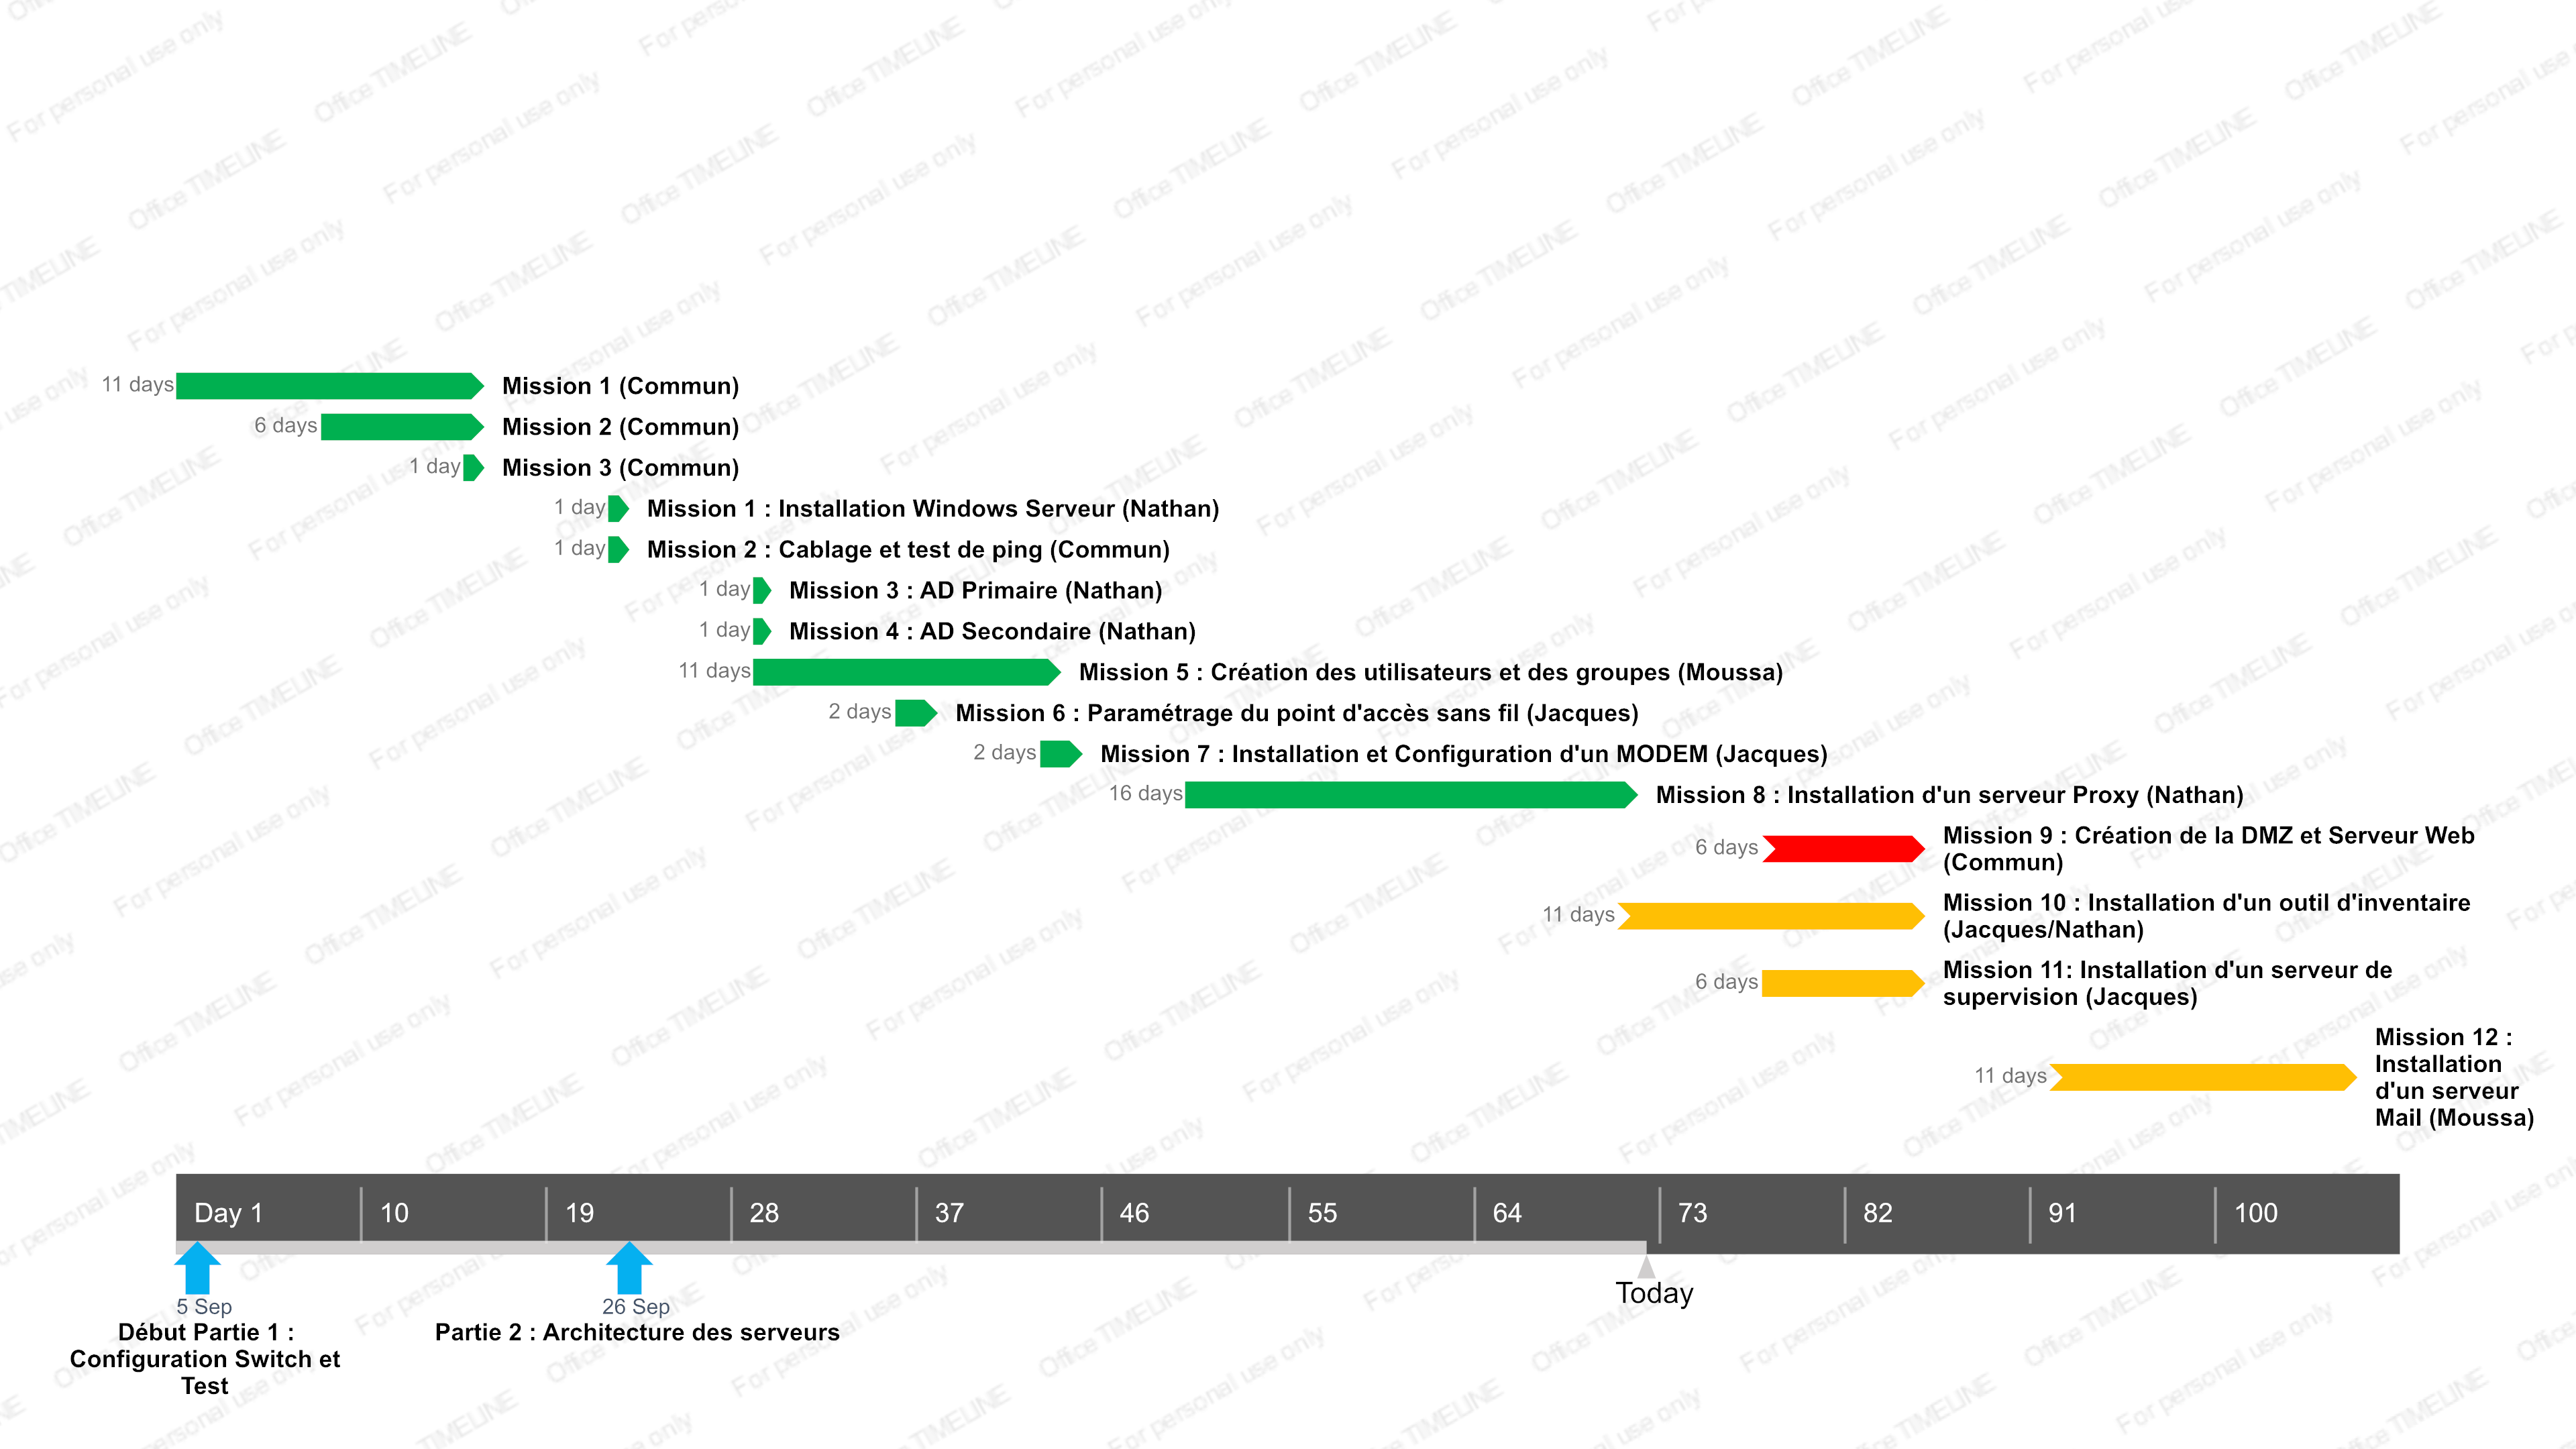 11 days Mission 1 (Commun)
6 days Mission 2 (Commun)
1 day Mission 3 (Commun)
1 day Mission 1 : Installation Windows Serveur (Nathan)
1 day Mission 2 : Cablage et test de ping (Commun)
1 day Mission 3 : AD Primaire (Nathan)
1 day Mission 4 : AD Secondaire (Nathan)
11 days Mission 5 : Création des utilisateurs et des groupes (Moussa)
2 days Mission 6 : Paramétrage du point d'accès sans fil (Jacques)
2 days Mission 7 : Installation et Configuration d'un MODEM (Jacques)
16 days Mission 8 : Installation d'un serveur Proxy (Nathan)
6 days Mission 9 : Création de la DMZ et Serveur Web
(Commun)
11 days Mission 10 : Installation d'un outil d'inventaire
(Jacques/Nathan)
6 days Mission 11: Installation d'un serveur de
supervision (Jacques)
11 days Mission 12 :
Installation
d'un serveur
Mail (Moussa)
Day 1 10 19 28 37 46 55 64 73 82 91 100
Today
5 Sep
Début Partie 1 :
Configuration Switch et
Test
26 Sep
Partie 2 : Architecture des serveurs
Office TIMELINE For personal use only